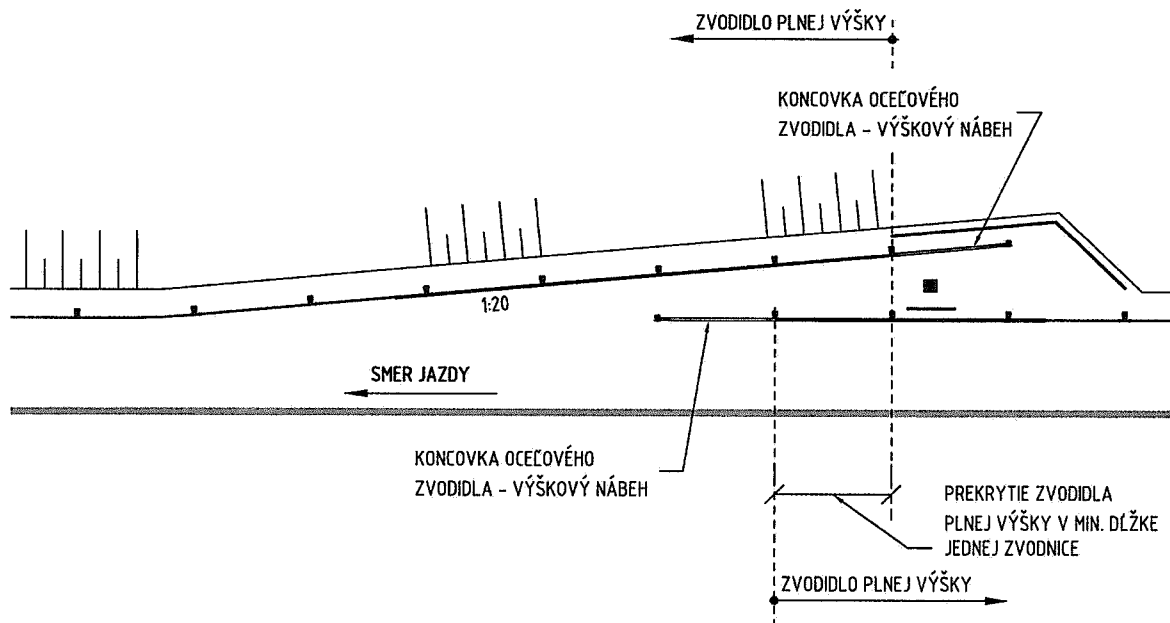 ZVODIDLO PLNEJ VÝŠKY
KONCOVKA OCEĽOVÉHO
ZVODIDLA – VÝŠKOVÝ NÁBEH
1:20
SMER JAZDY
KONCOVKA OCEĽOVÉHO
ZVODIDLA – VÝŠKOVÝ NÁBEH
PREKRYTIE ZVODIDLA
PLNEJ VÝŠKY V MIN. DĹŽKE
JEDNEJ ZVODNICE
ZVODIDLO PLNEJ VÝŠKY